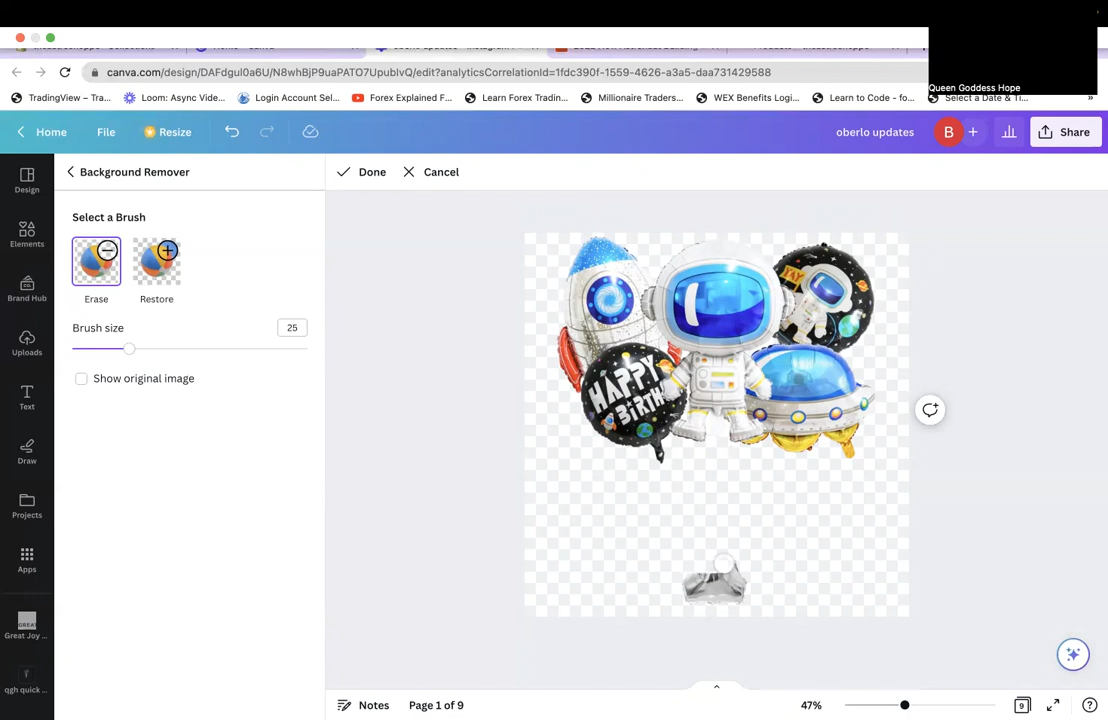 Queen Goddess Hope
canva.com/design/DAFdgul0a6U/N8whBjP9uaPATO7UpubIvQ/edit?analyticsCorrelationId=1fdc390f-1559-4626-a3a5-daa731429588
TradingView – Tra...
Loom: Async Vide...
Login Account Sel...
Forex Explained F...
Learn Forex Tradin...
Millionaire Traders...
WEX Benefits Logi...
Learn to Code - fo...
Select a Date & Ti...
»
Home
File
Resize
oberlo updates
B
+
Share
Design
Elements
Brand Hub
Uploads
Text
Draw
Projects
Apps
Great Joy ...
qgh quick ...
Background Remover
Select a Brush
Erase
Restore
Brush size
25
Show original image
Done
Cancel
YAY
HAPPY
BIRTH
Notes
Page 1 of 9
47%
9
?